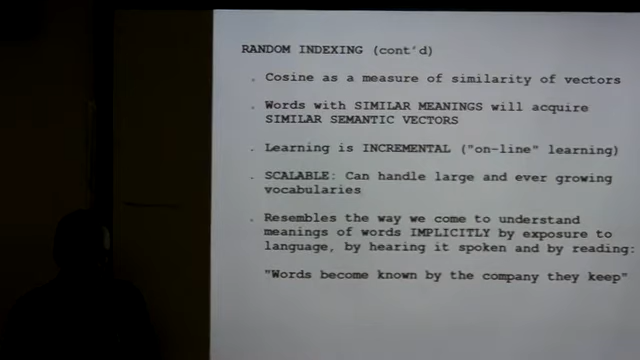 RANDOM INDEXING (cont'd)
. Cosine as a measure of similarity of vectors
. Words with SIMILAR MEANINGS will acquire
SIMILAR SEMANTIC VECTORS
. Learning is INCREMENTAL ("on-line" learning)
. SCALABLE: Can handle large and ever growing
vocabularies
. Resembles the way we come to understand
meanings of words IMPLICITLY by exposure to
language, by hearing it spoken and by reading:
"Words become known by the company they keep"